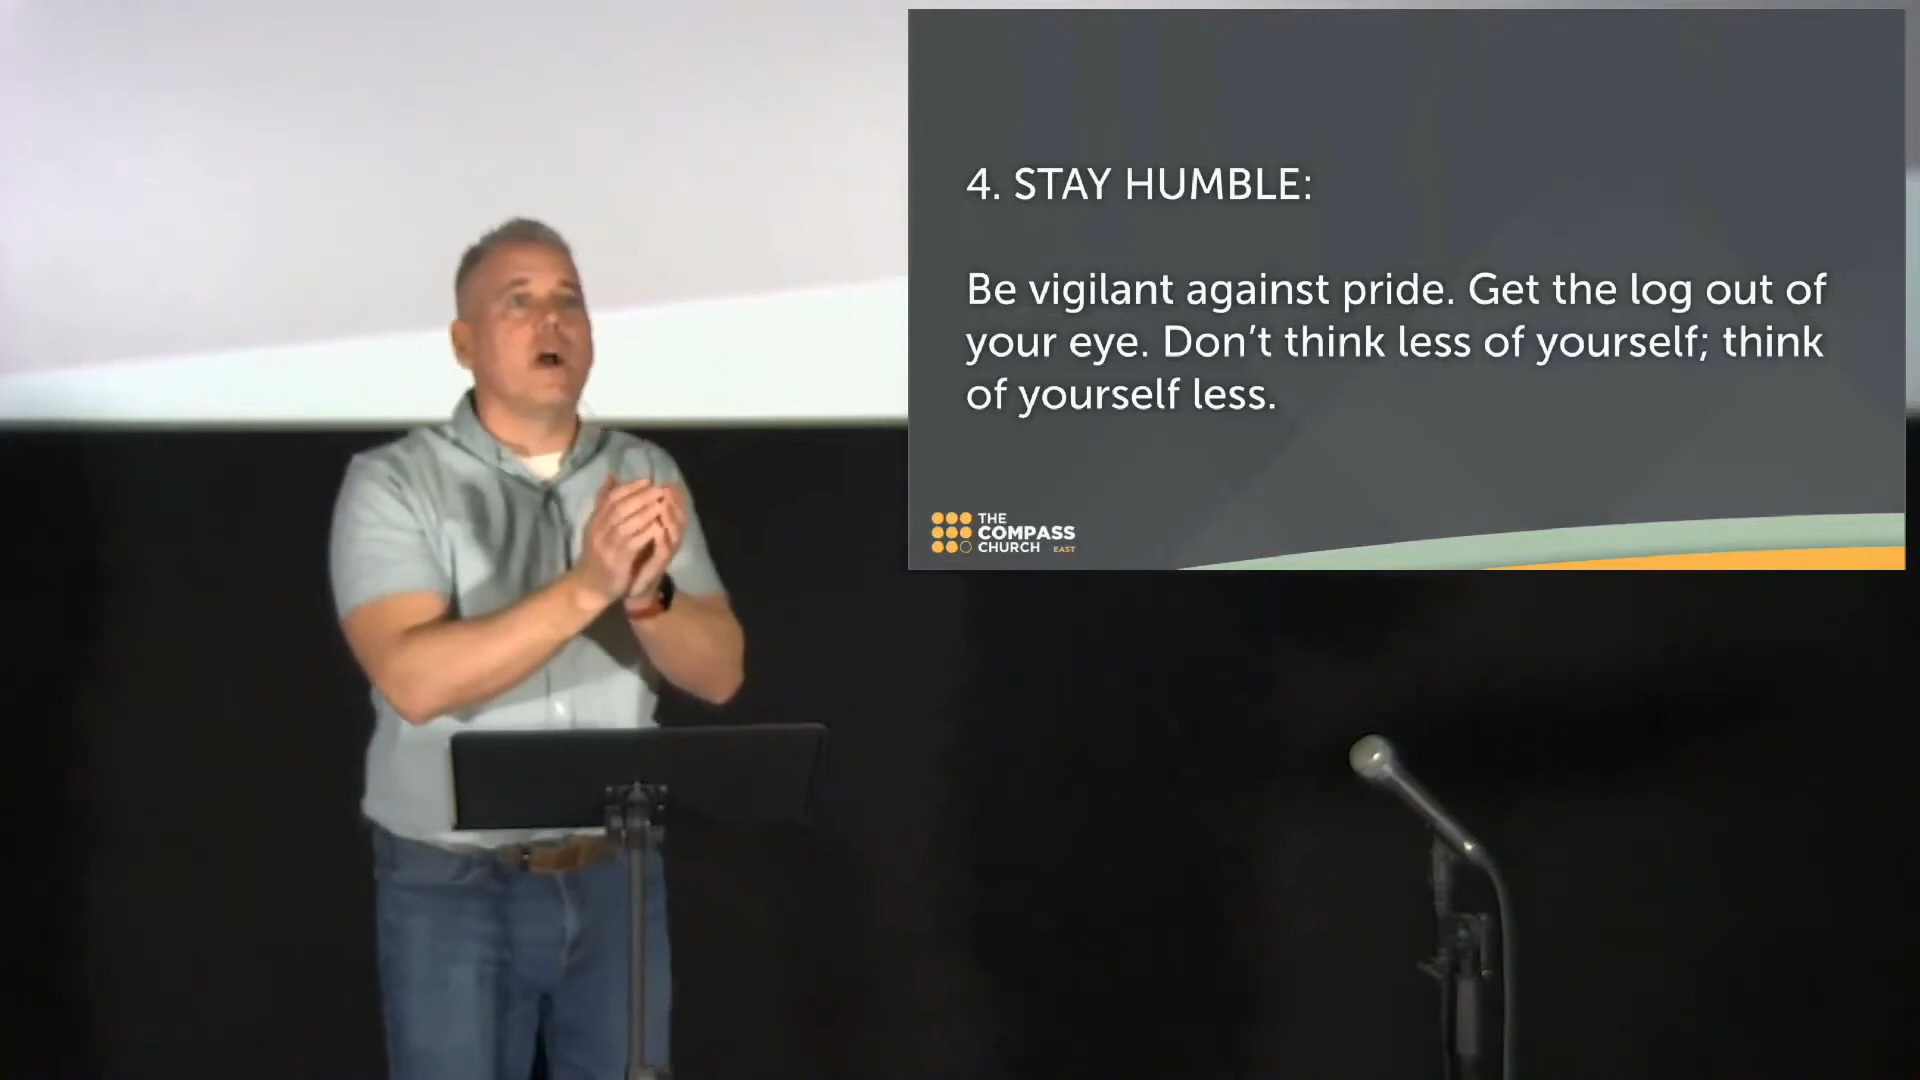 4. STAY HUMBLE:
Be vigilant against pride. Get the log out of
your eye. Don't think less of yourself; think
of yourself less.
THE
COMPASS
CHURCH EAST